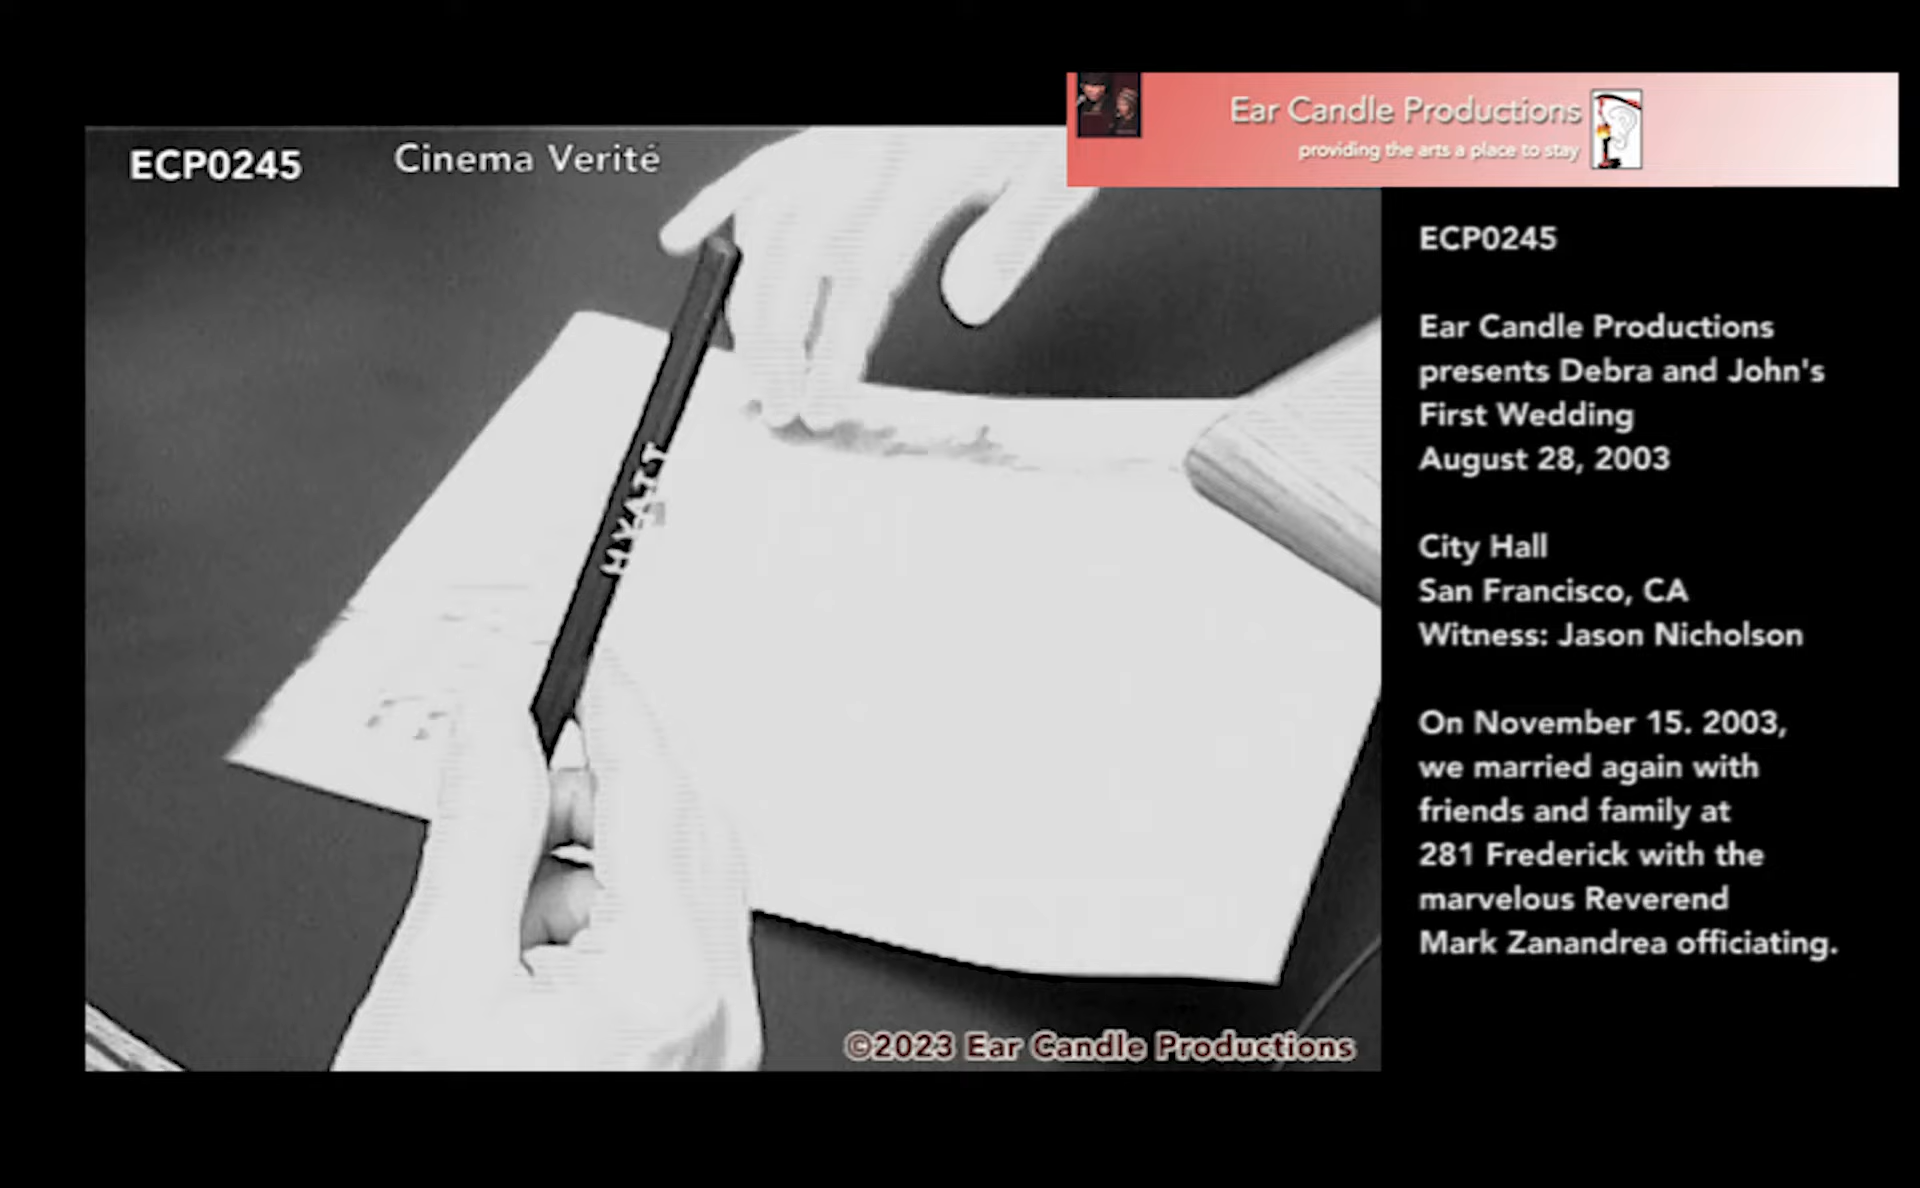 Ear Candle Productions
providing the arts a place to stay
ECP0245
Cinema Verité
HYATT
©2023 Ear Candle Productions
ECP0245
Ear Candle Productions
presents Debra and John's
First Wedding
August 28, 2003
City Hall
San Francisco, CA
Witness: Jason Nicholson
On November 15. 2003,
we married again with
friends and family at
281 Frederick with the
marvelous Reverend
Mark Zanandrea officiating.